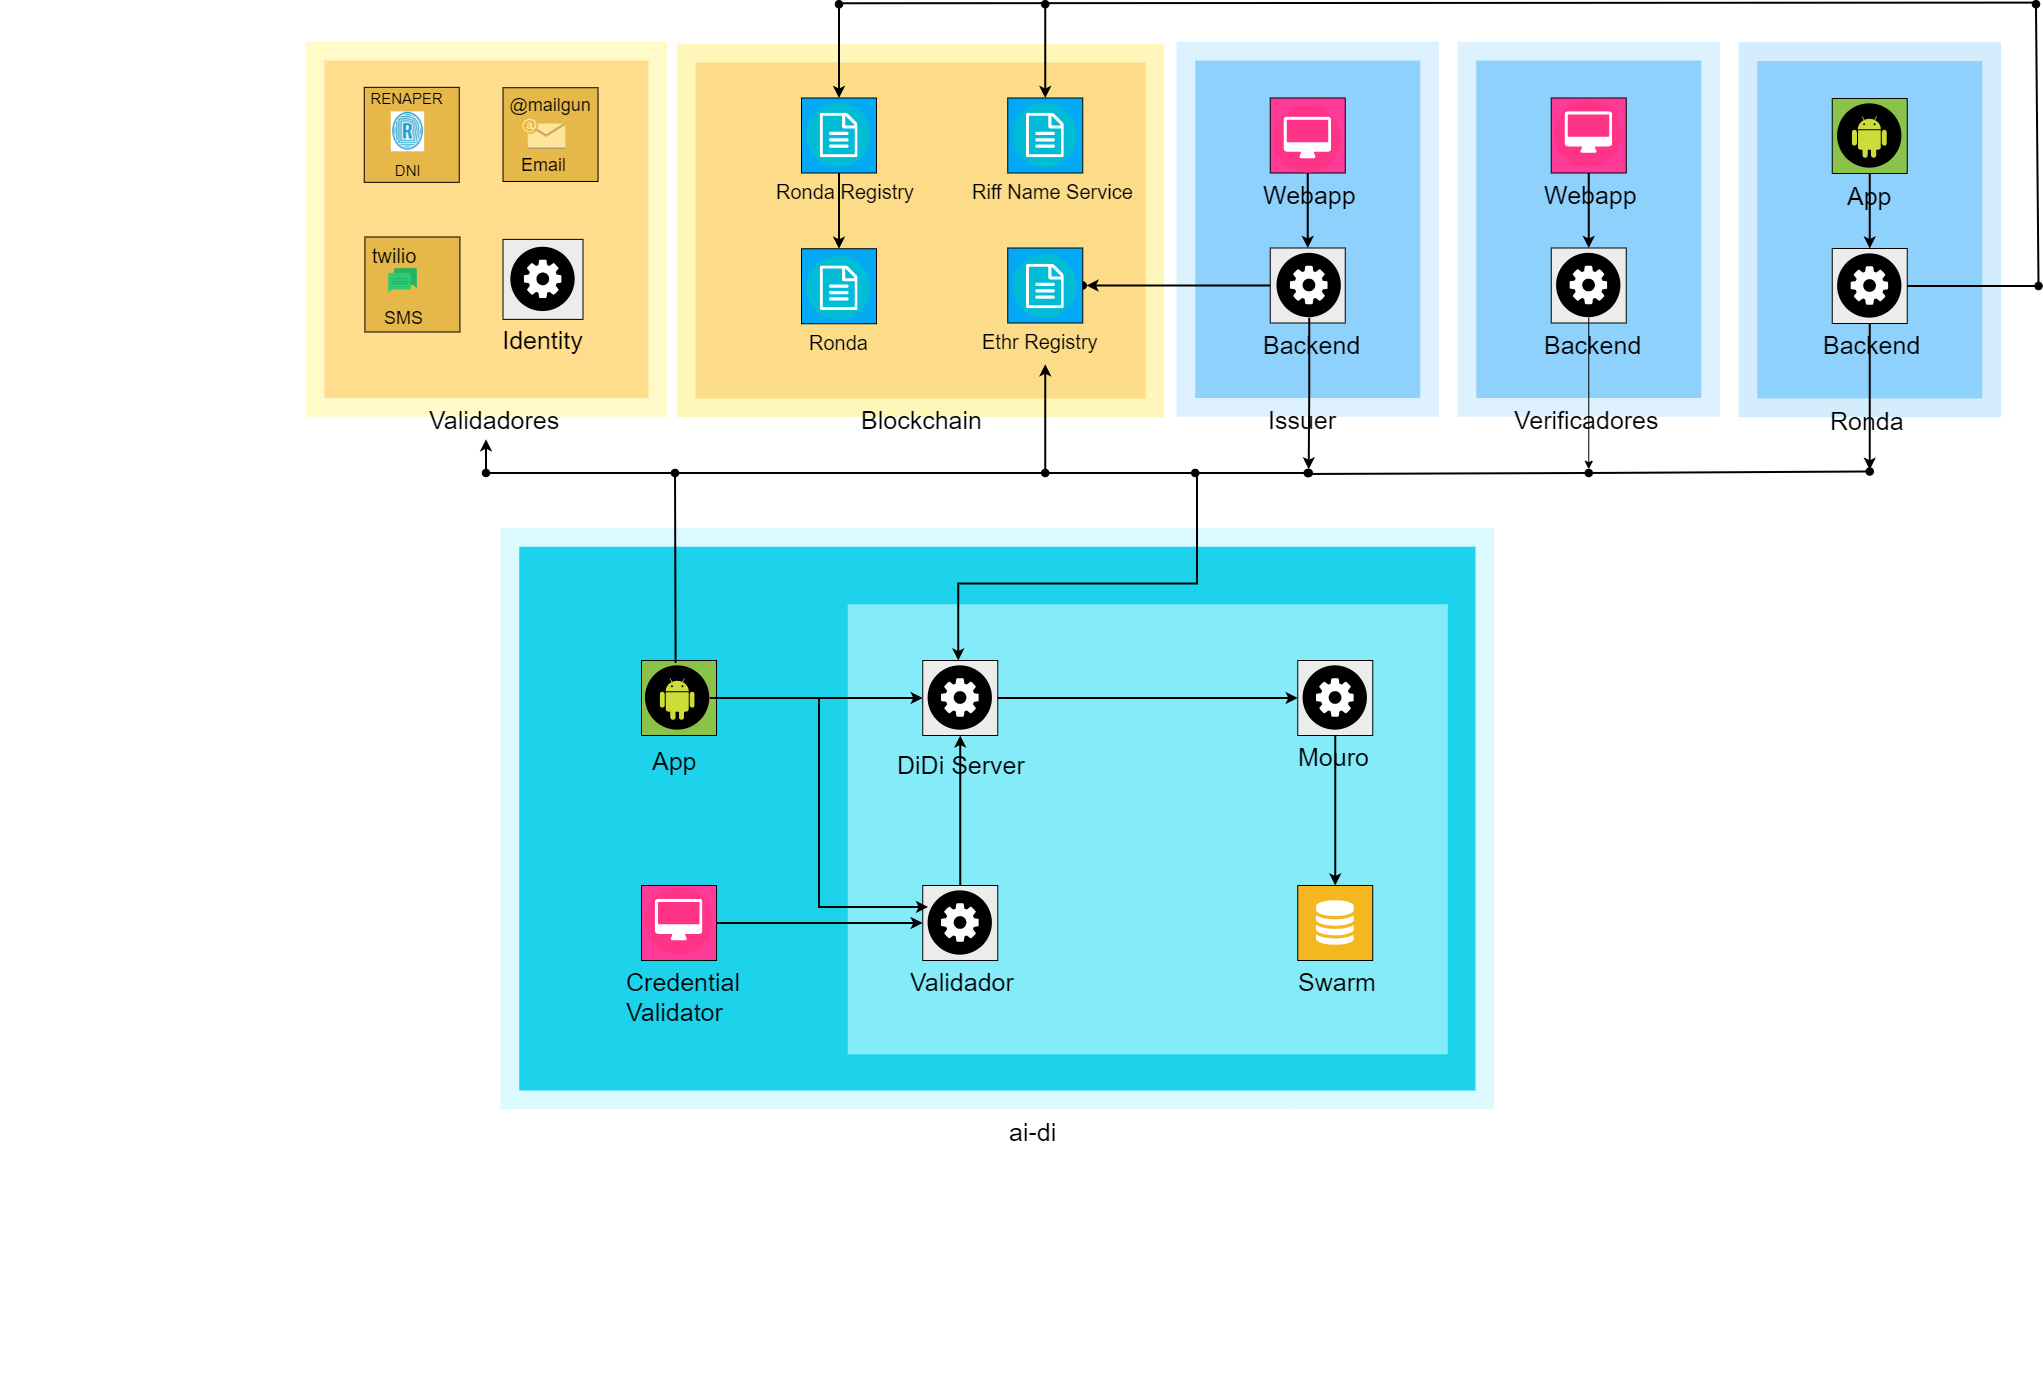 RENAPER
R
DNI
@mailgun
@
Email
twilio
SMS
Identity
Validadores
Ronda Registry
Riff Name Service
Ronda
Ethr Registry
Blockchain
Webapp
Backend
Issuer
Webapp
Backend
Verificadores
App
Backend
Ronda
App
DiDi Server
Mouro
Credential
Validator
Validador
Swarm
ai-di